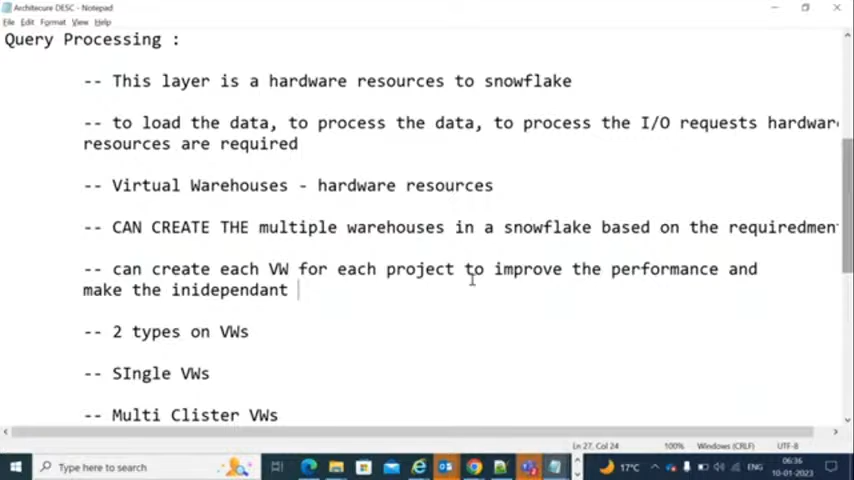 Architecure DESC - Notepad
File Edit Format View Help
Query Processing :
-- This layer is a hardware resources to snowflake
-- to load the data, to process the data, to process the I/O requests hardwar
resources are required
-- Virtual Warehouses - hardware resources
-- CAN CREATE THE multiple warehouses in a snowflake based on the requiredmen
-- can create each VW for each project to improve the performance and
make the inidependant
-- 2 types on VWs
-- SIngle VWs
-- Multi Clister VWs
Ln 27, Col 24 100% Windows (CRLF) UTF-8
Type here to search 17°C ENG 06:36
10-01-2023